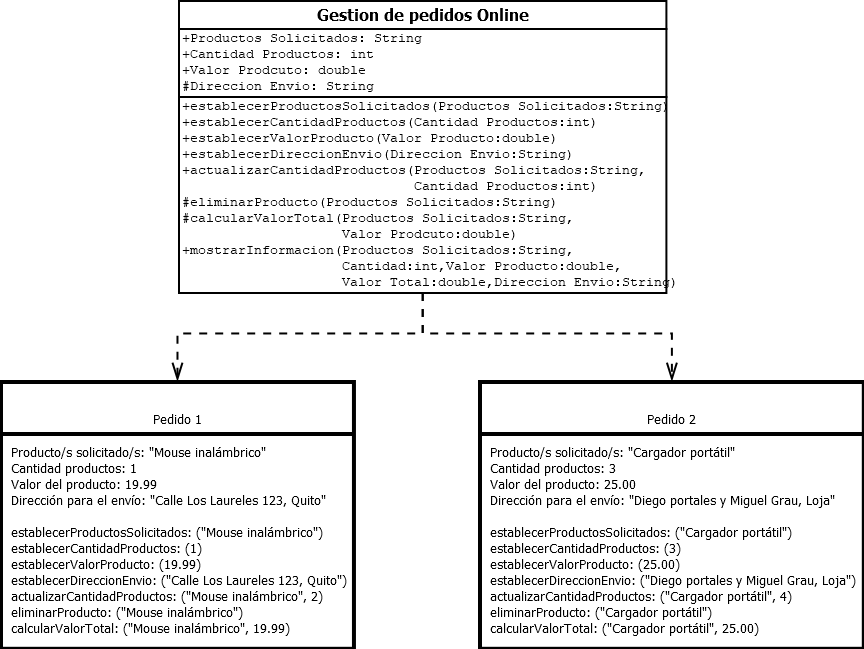 Gestion de pedidos Online
+Productos Solicitados: String
+Cantidad Productos: int
+Valor Prodcuto: double
#Direccion Envio: String
+establecerProductosSolicitados(Productos Solicitados:String)
+establecerCantidadProductos(Cantidad Productos:int)
+establecerValorProducto(Valor Producto:double)
+establecerDireccionEnvio(Direccion Envio:String)
+actualizarCantidadProductos(Productos Solicitados:String,
Cantidad Productos:int)
#eliminarProducto(Productos Solicitados:String)
#calcularValorTotal(Productos Solicitados:String,
Valor Prodcuto:double)
+mostrarInformacion(Productos Solicitados:String,
Cantidad:int,Valor Producto:double,
Valor Total:double,Direccion Envio:String)
Pedido 1
Producto/s solicitado/s: "Mouse inalámbrico"
Cantidad productos: 1
Valor del producto: 19.99
Dirección para el envío: "Calle Los Laureles 123, Quito"
establecerProductosSolicitados: ("Mouse inalámbrico")
establecerCantidadProductos: (1)
establecerValorProducto: (19.99)
establecerDireccionEnvio: ("Calle Los Laureles 123, Quito")
actualizarCantidadProductos: ("Mouse inalámbrico", 2)
eliminarProducto: ("Mouse inalámbrico")
calcularValorTotal: ("Mouse inalámbrico", 19.99)
Pedido 2
Producto/s solicitado/s: "Cargador portátil"
Cantidad productos: 3
Valor del producto: 25.00
Dirección para el envío: "Diego portales y Miguel Grau, Loja"
establecerProductosSolicitados: ("Cargador portátil")
establecerCantidadProductos: (3)
establecerValorProducto: (25.00)
establecerDireccionEnvio: ("Diego portales y Miguel Grau, Loja")
actualizarCantidadProductos: ("Cargador portátil", 4)
eliminarProducto: ("Cargador portátil")
calcularValorTotal: ("Cargador portátil", 25.00)